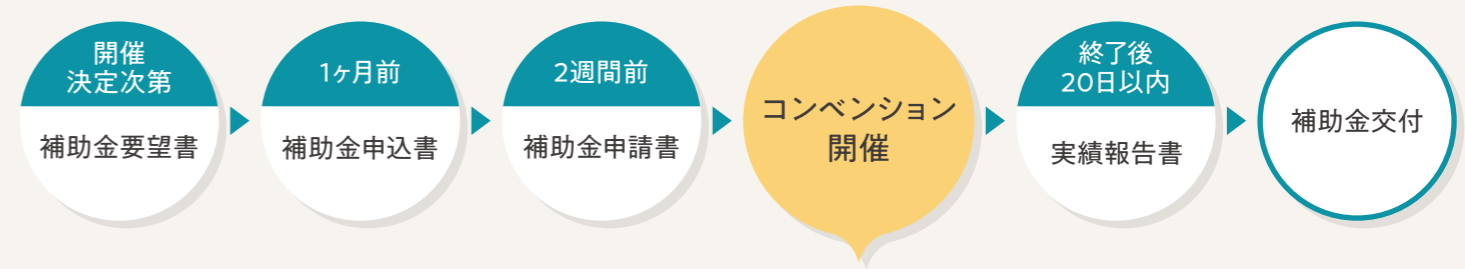 開催
決定次第
補助金要望書
1ヶ月前
補助金申込書
2週間前
補助金申請書
コンベンション
開催
終了後
20日以内
実績報告書
補助金交付